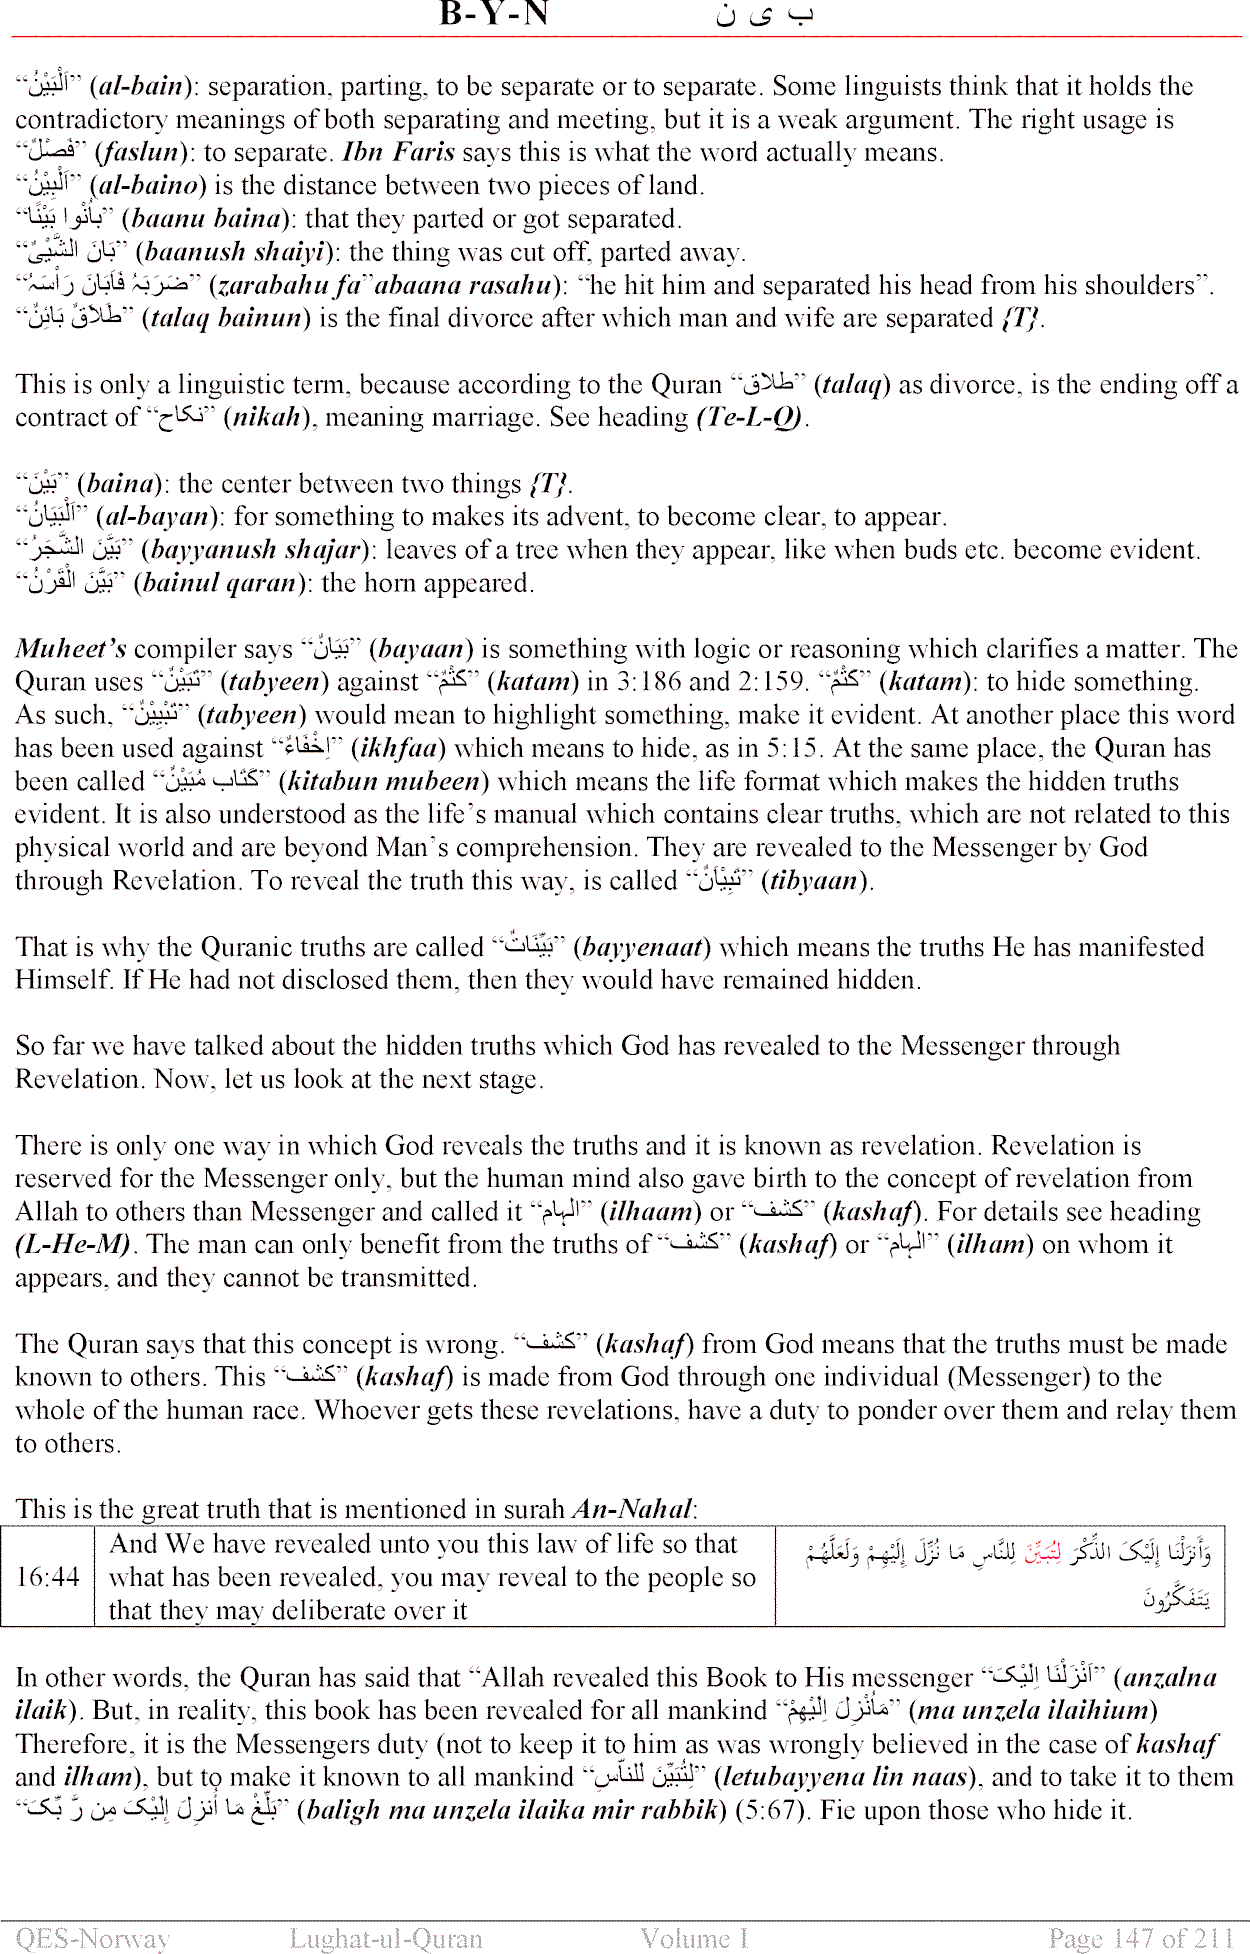 B-Y-N ب ی ن
“اَلْبَيْنُ” (al-bain): separation, parting, to be separate or to separate. Some linguists think that it holds the
contradictory meanings of both separating and meeting, but it is a weak argument. The right usage is
“فَصْلٌ” (faslun): to separate. Ibn Faris says this is what the word actually means.
“اَلْبِيْنُ” (al-baino) is the distance between two pieces of land.
“بَانُوا بَيْنًا” (baanu baina): that they parted or got separated.
“بَانَ الشَّيْیُٔ” (baanush shaiyi): the thing was cut off, parted away.
“ضَرَبَہُ فَاَبَانَ رَاْسَہُ” (zarabahu fa”abaana rasahu): “he hit him and separated his head from his shoulders”.
“طَلَاقٌ بَائِنٌ” (talaq bainun) is the final divorce after which man and wife are separated {T}.
This is only a linguistic term, because according to the Quran “طلاق” (talaq) as divorce, is the ending off a
contract of “نکاح” (nikah), meaning marriage. See heading (Te-L-Q).
“بَيْنَ” (baina): the center between two things {T}.
“اَلْبَيَانُ” (al-bayan): for something to makes its advent, to become clear, to appear.
“بَيَّنَ الشَّجَرُ” (bayyanush shajar): leaves of a tree when they appear, like when buds etc. become evident.
“بَيَّنَ الْقَرْنُ” (bainul qaran): the horn appeared.
Muheet’s compiler says “بَيَانٌ” (bayaan) is something with logic or reasoning which clarifies a matter. The
Quran uses “تَبَيْنٌ” (tabyeen) against “کَتْمٌ” (katam) in 3:186 and 2:159. “کَتْمٌ” (katam): to hide something.
As such, “تَبْيِيْنٌ” (tabyeen) would mean to highlight something, make it evident. At another place this word
has been used against “اِخْفَاءٌ” (ikhfaa) which means to hide, as in 5:15. At the same place, the Quran has
been called “کَتَاب مُبَيْنٌ” (kitabun mubeen) which means the life format which makes the hidden truths
evident. It is also understood as the life’s manual which contains clear truths, which are not related to this
physical world and are beyond Man’s comprehension. They are revealed to the Messenger by God
through Revelation. To reveal the truth this way, is called “تَبِيْاَنٌ” (tibyaan).
That is why the Quranic truths are called “بَيِّنَاتٌ” (bayyenaat) which means the truths He has manifested
Himself. If He had not disclosed them, then they would have remained hidden.
So far we have talked about the hidden truths which God has revealed to the Messenger through
Revelation. Now, let us look at the next stage.
There is only one way in which God reveals the truths and it is known as revelation. Revelation is
reserved for the Messenger only, but the human mind also gave birth to the concept of revelation from
Allah to others than Messenger and called it “الہام” (ilhaam) or “کشف” (kashaf). For details see heading
(L-He-M). The man can only benefit from the truths of “کشف” (kashaf) or “الہام” (ilham) on whom it
appears, and they cannot be transmitted.
The Quran says that this concept is wrong. “کشف” (kashaf) from God means that the truths must be made
known to others. This “کشف” (kashaf) is made from God through one individual (Messenger) to the
whole of the human race. Whoever gets these revelations, have a duty to ponder over them and relay them
to others.
This is the great truth that is mentioned in surah An-Nahal:
16:44
And We have revealed unto you this law of life so that
what has been revealed, you may reveal to the people so
that they may deliberate over it
وَأَنزَلْنَا إِلَيْکَ الذِّکْرَ لِتُبَيِّنَ لِلنَّاسِ مَا نُزِّلَ إِلَيْهِمْ وَلَعَلَّهُمْ
يَتَفَکَّرُونَ
In other words, the Quran has said that “Allah revealed this Book to His messenger “اَنْزَلْنَا اِلَيْکَ” (anzalna
ilaik). But, in reality, this book has been revealed for all mankind “مَاُنْزِلَ اِلَيْهِمْ” (ma unzela ilaihium)
Therefore, it is the Messengers duty (not to keep it to him as was wrongly believed in the case of kashaf
and ilham), but to make it known to all mankind “لِتُبَيِّنَ لِلنَّاسِ” (letubayyena lin naas), and to take it to them
“بَلِّغْ مَا أُنزِلَ إِلَيْکَ مِن رَّ بِّکَ” (baligh ma unzela ilaika mir rabbik) (5:67). Fie upon those who hide it.
QES-Norway Lughat-ul-Quran Volume I Page 147 of 211